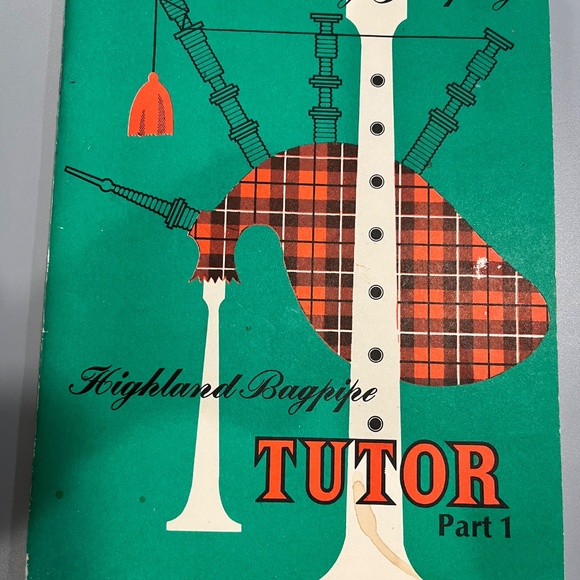 Highland Bagpipe
TUTOR
Part 1